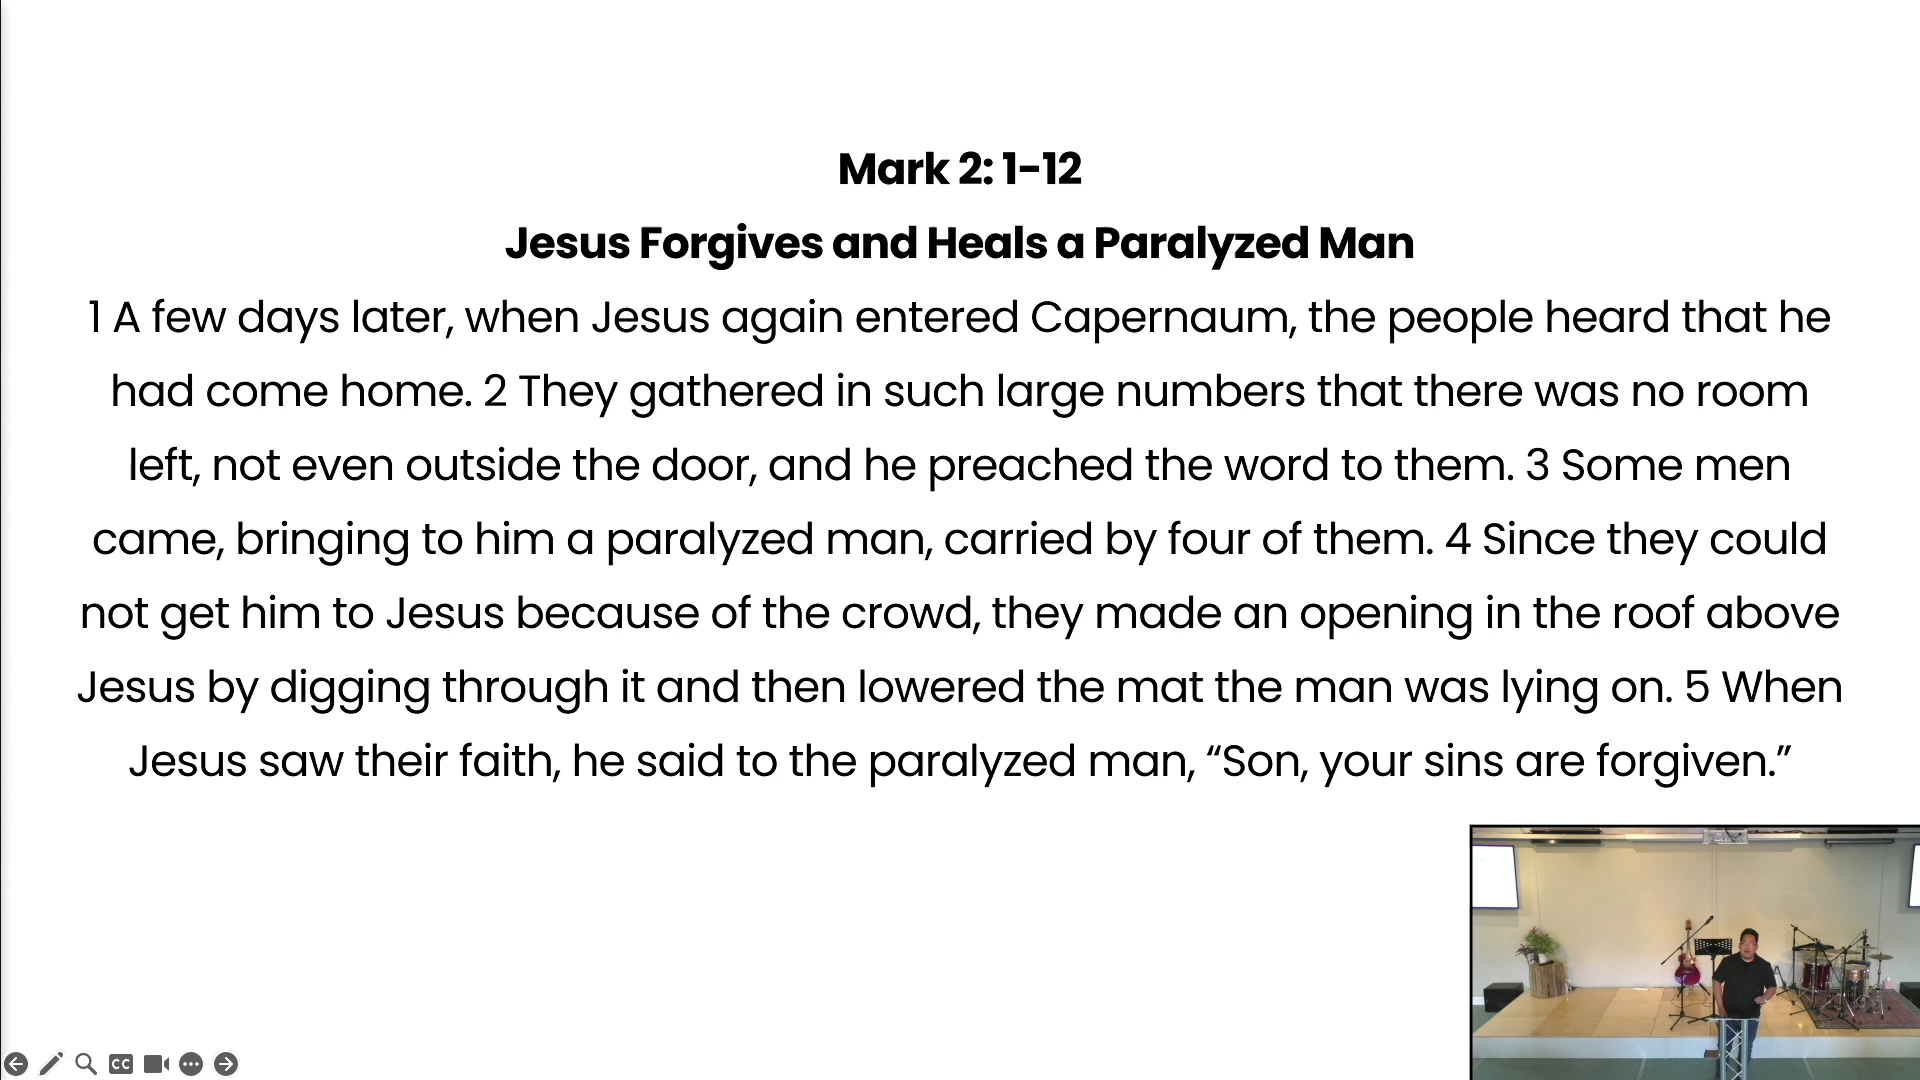 Mark 2: 1-12
Jesus Forgives and Heals a Paralyzed Man
1 A few days later, when Jesus again entered Capernaum, the people heard that he
had come home. 2 They gathered in such large numbers that there was no room
left, not even outside the door, and he preached the word to them. 3 Some men
came, bringing to him a paralyzed man, carried by four of them. 4 Since they could
not get him to Jesus because of the crowd, they made an opening in the roof above
Jesus by digging through it and then lowered the mat the man was lying on. 5 When
Jesus saw their faith, he said to the paralyzed man, “Son, your sins are forgiven.”
CC